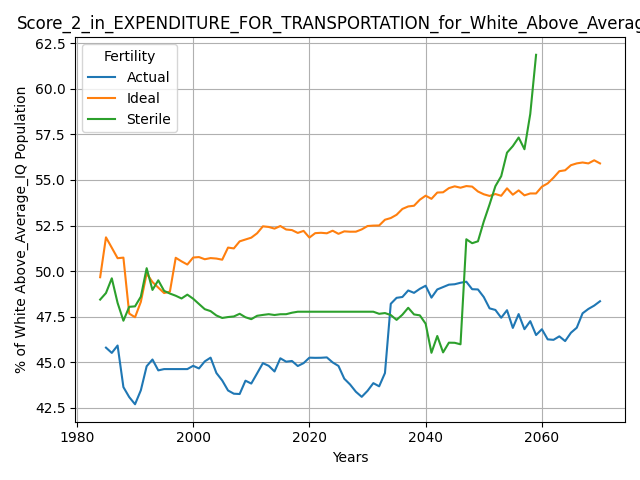 Score_2_in_EXPENDITURE_FOR_TRANSPORTATION_for_White_Above_Averag
Fertility
Actual
Ideal
Sterile
% of White Above_Average_IQ Population
62.5
60.0
57.5
55.0
52.5
50.0
47.5
45.0
42.5
1980
2000
2020
2040
2060
Years